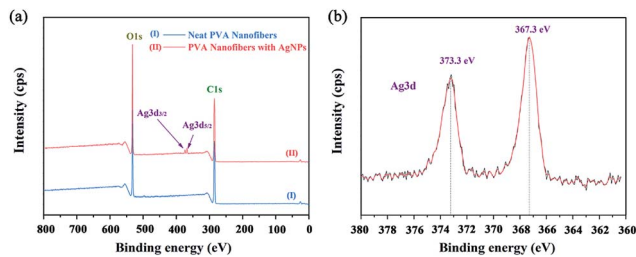 (a)
(I) Neat PVA Nanofibers
(II) PVA Nanofibers with AgNPs
O1s
C1s
Ag3d3/2
Ag3d5/2
(II)
(I)
Intensity (cps)
800 700 600 500 400 300 200 100 0
Binding energy (eV)
(b)
367.3 eV
373.3 eV
Ag3d
Intensity (cps)
380 378 376 374 372 370 368 366 364 362 360
Binding energy (eV)